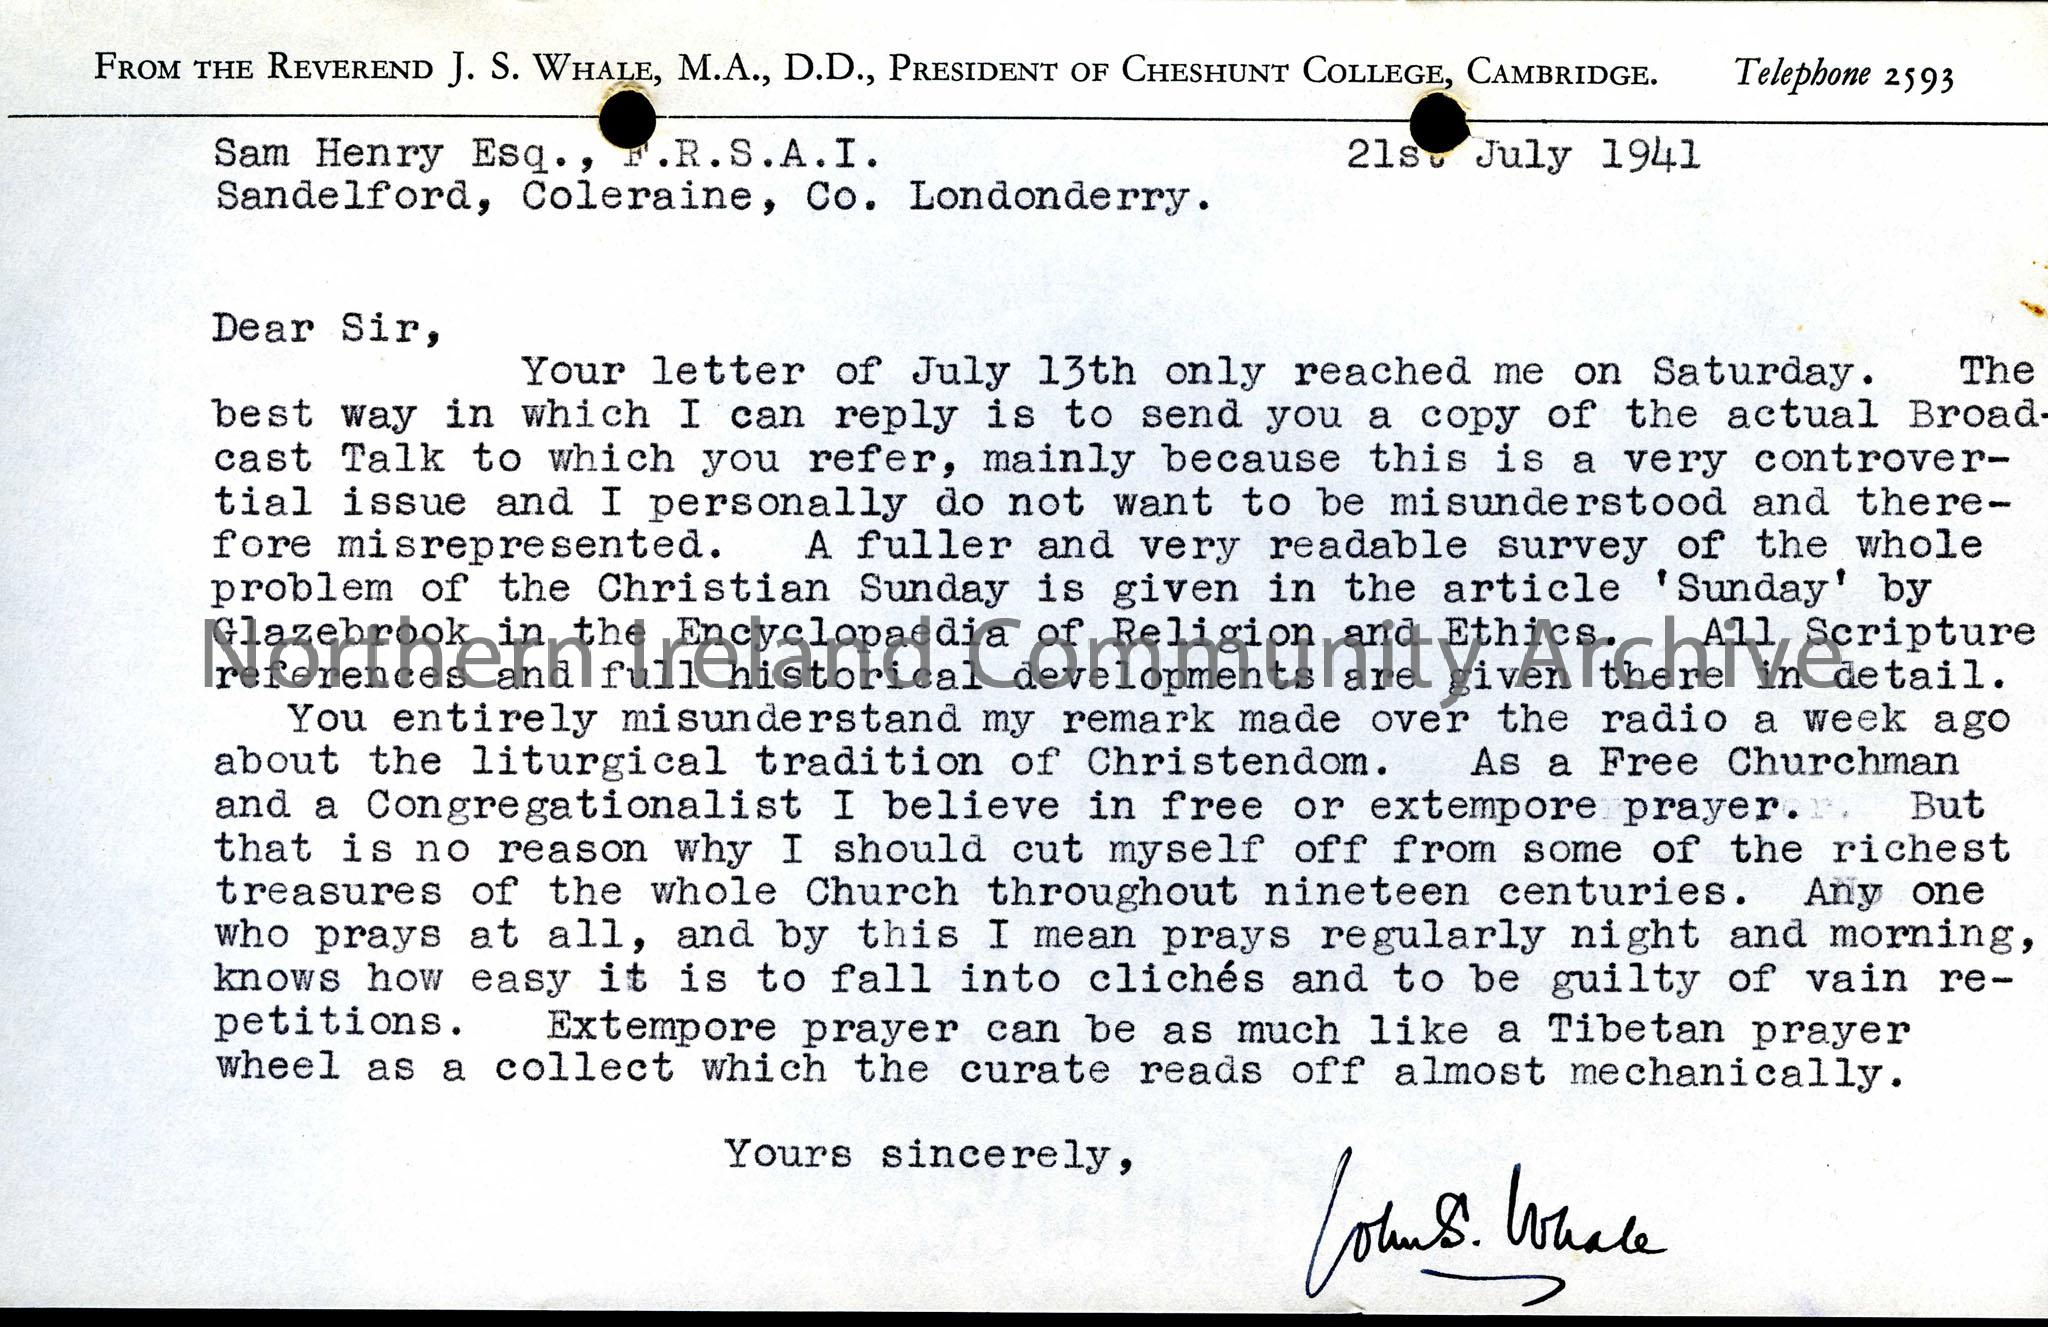 FROM THE REVEREND J. S. WHALE, M.A., D.D., PRESIDENT OF CHESHUNT COLLEGE, CAMBRIDGE. Telephone 2593
Sam Henry Esq., F.R.S.A.I. 21st July 1941
Sandelford, Coleraine, Co. Londonderry.
Dear Sir,
Your letter of July 13th only reached me on Saturday. The
best way in which I can reply is to send you a copy of the actual Broad-
cast Talk to which you refer, mainly because this is a very controver-
tial issue and I personally do not want to be misunderstood and there-
fore misrepresented. A fuller and very readable survey of the whole
problem of the Christian Sunday is given in the article 'Sunday' by
Glazebrook in the Encyclopaedia of Religion and Ethics. All Scripture
references and full historical developments are given there in detail.
Northern Ireland Community Archive
You entirely misunderstand my remark made over the radio a week ago
about the liturgical tradition of Christendom. As a Free Churchman
and a Congregationalist I believe in free or extempore prayer. But
that is no reason why I should cut myself off from some of the richest
treasures of the whole Church throughout nineteen centuries. Any one
who prays at all, and by this I mean prays regularly night and morning,
knows how easy it is to fall into clichés and to be guilty of vain re-
petitions. Extempore prayer can be as much like a Tibetan prayer
wheel as a collect which the curate reads off almost mechanically.
Yours sincerely,
John S. Whale